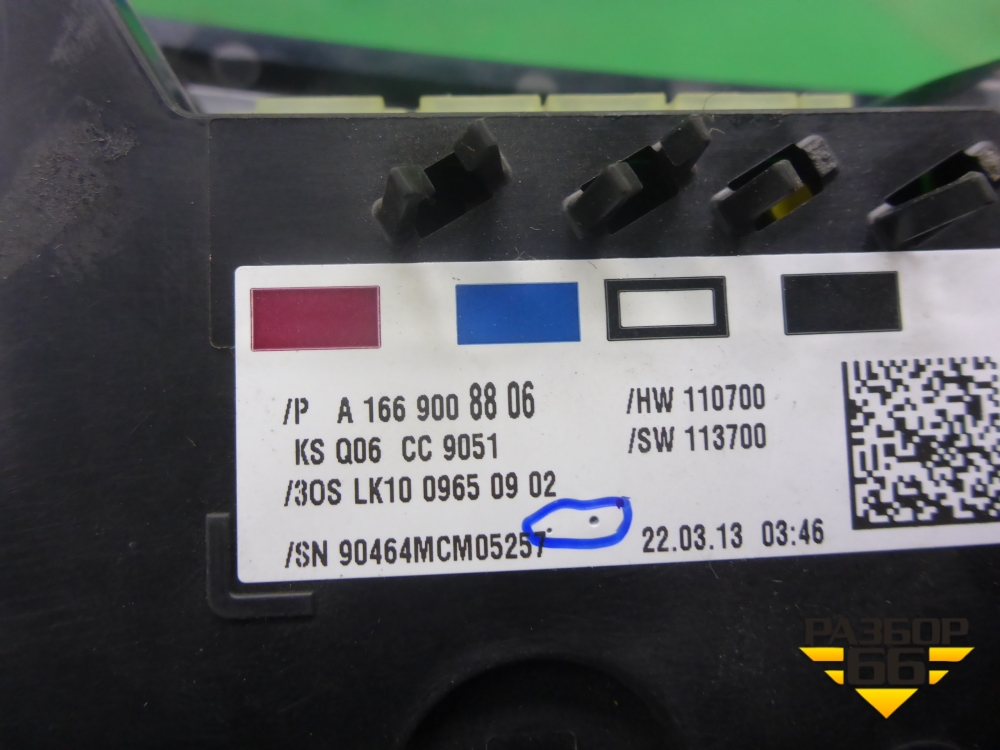 /P A 166 900 88 06
/HW 110700
KS Q06 CC 9051
/SW 113700
/3OS LK10 0965 09 02
/SN 90464MCM05257
22.03.13 03:46
РАЗБОР
66